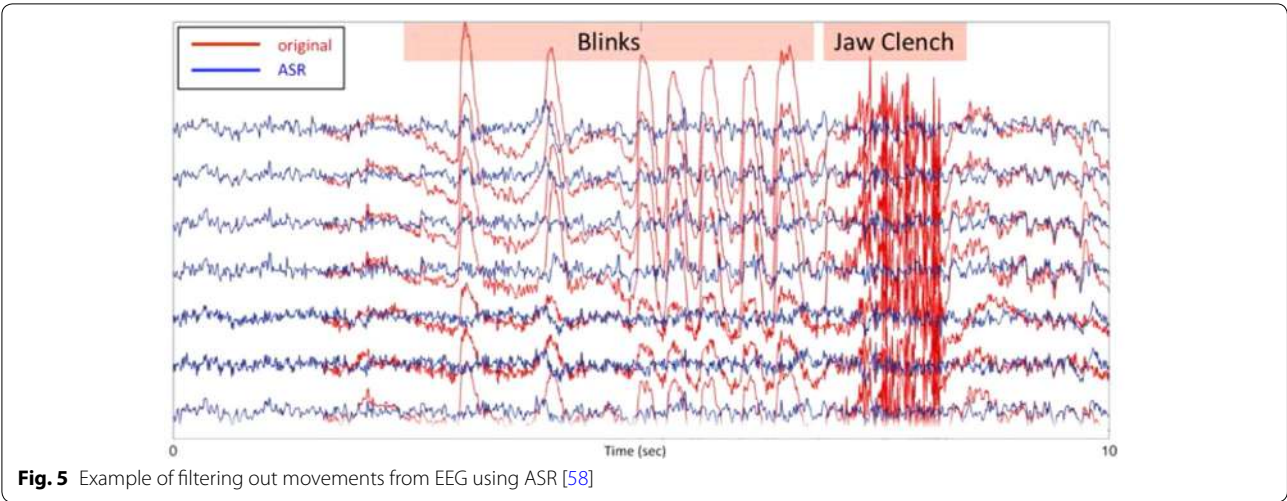 original
ASR
Blinks
Jaw Clench
0
Time (sec)
10
Fig. 5 Example of filtering out movements from EEG using ASR [58]